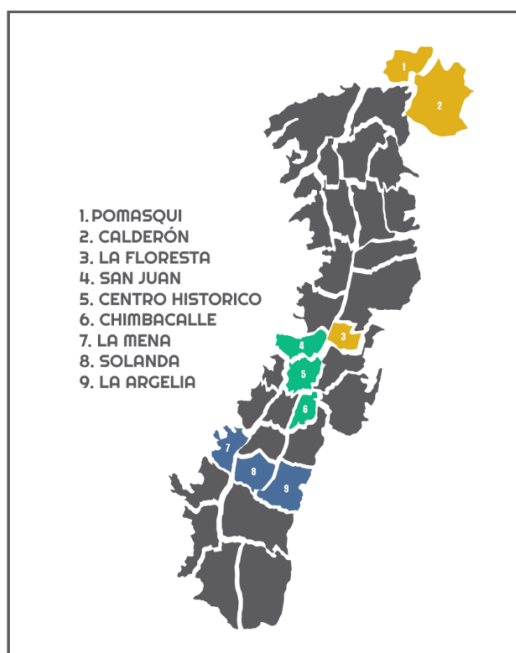 1. POMASQUI
2. CALDERÓN
3. LA FLORESTA
4. SAN JUAN
5. CENTRO HISTORICO
6. CHIMBACALLE
7. LA MENA
8. SOLANDA
9. LA ARGELIA
1
2
3
4
5
6
7
8
9